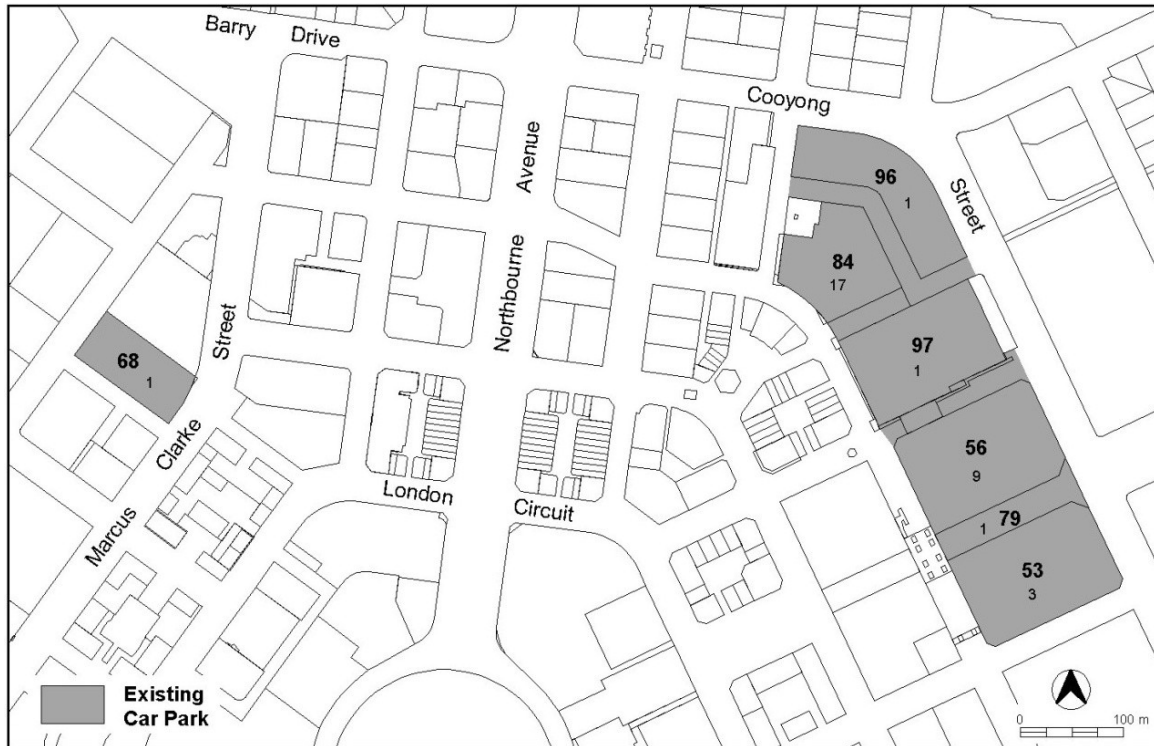 Barry Drive
Cooyong
Street
Avenue
Northbourne
96
1
84
17
97
1
68
1
Street
Clarke
Marcus
56
9
London
Circuit
79
1
53
3
Existing
Car Park
0 100 m